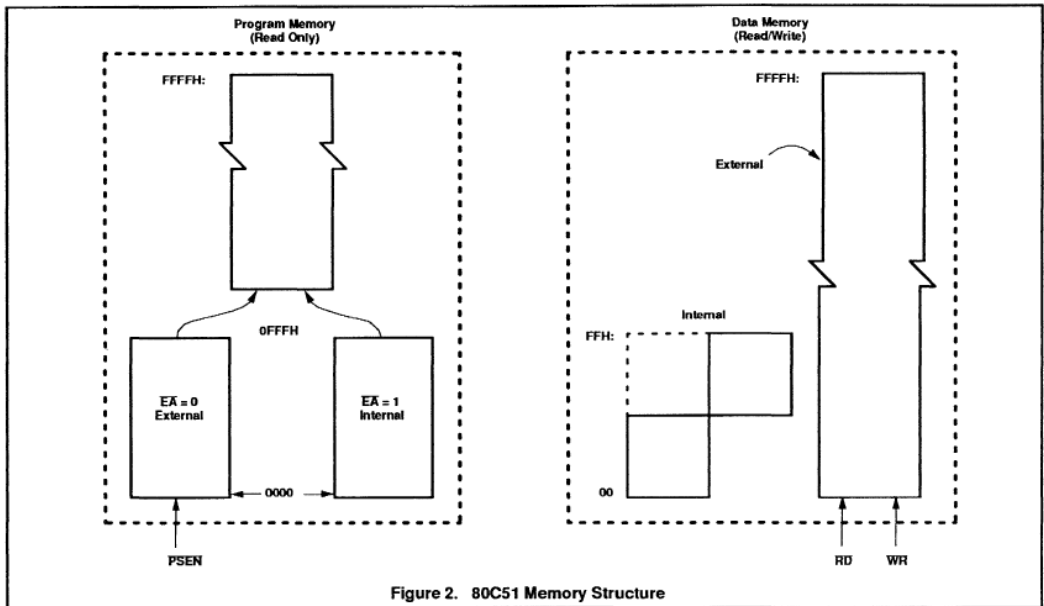 Program Memory
(Read Only)
FFFFH:
0FFFH
EA = 0
External
EA = 1
Internal
0000
PSEN
Data Memory
(Read/Write)
FFFFH:
External
Internal
FFH:
00
RD
WR
Figure 2. 80C51 Memory Structure